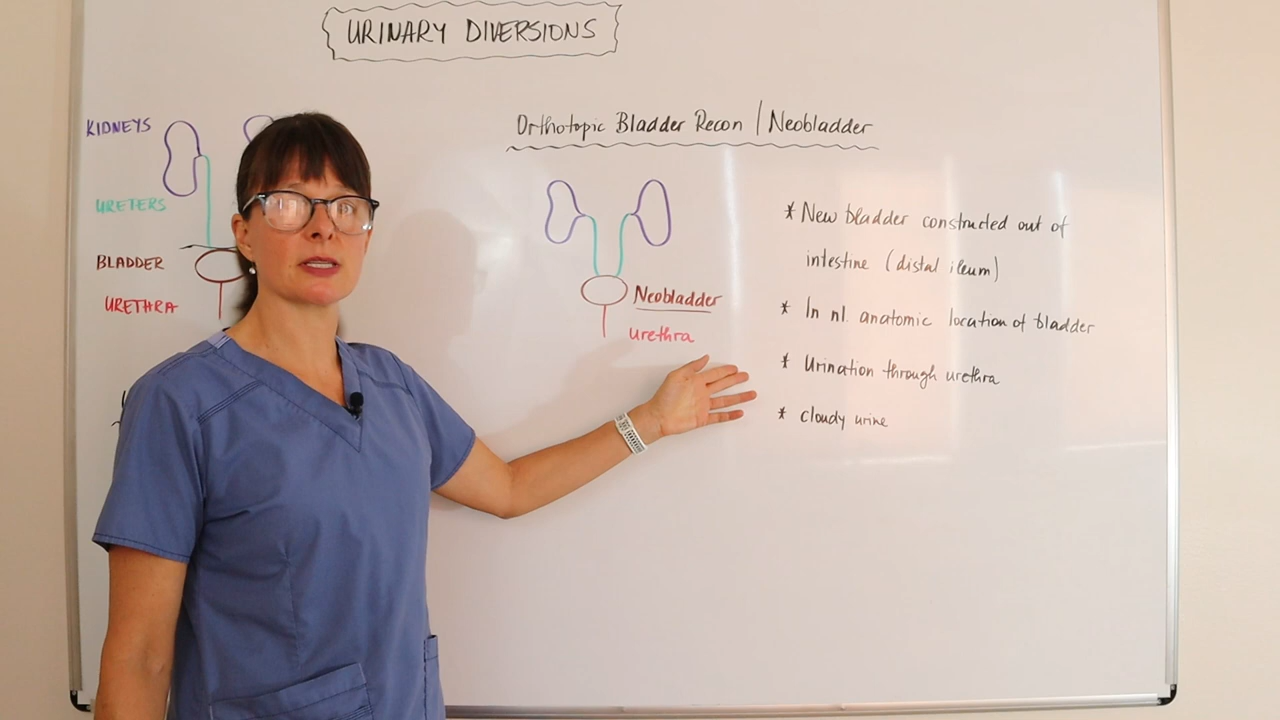 URINARY DIVERSIONS
KIDNEYS
URETERS
BLADDER
URETHRA
Orthotopic Bladder Recon / Neobladder
Neobladder
urethra
* New bladder constructed out of
intestine (distal ileum)
* In nl. anatomic location of bladder
* Urination through urethra
* cloudy urine